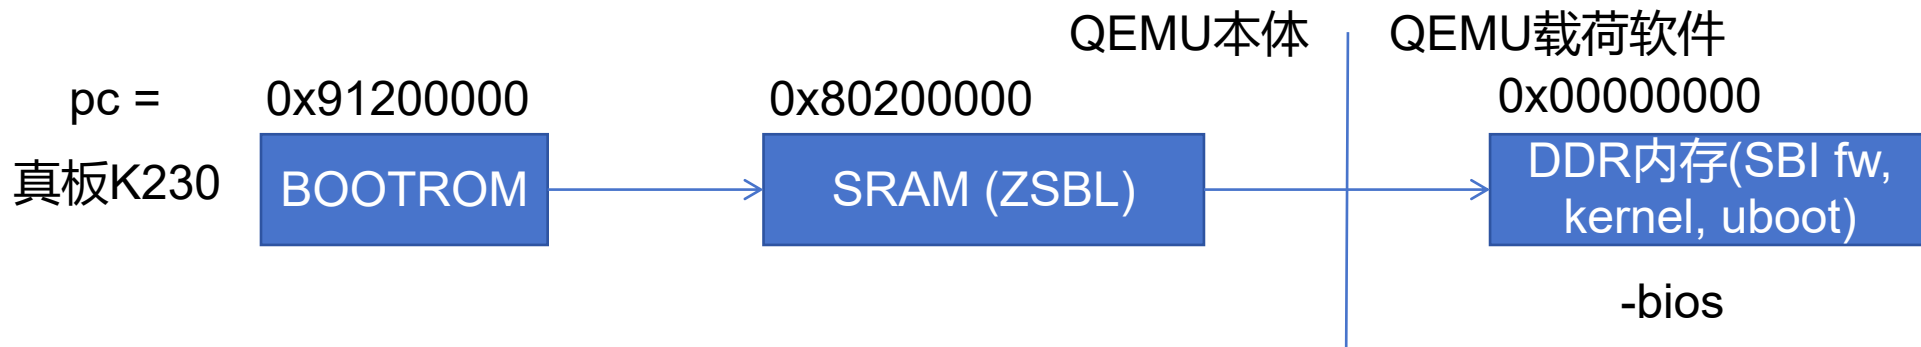 QEMU本体 QEMU载荷软件
pc = 0x91200000 0x80200000 0x00000000
真板K230 BOOTROM SRAM (ZSBL) DDR内存(SBI fw,
kernel, uboot)
-bios